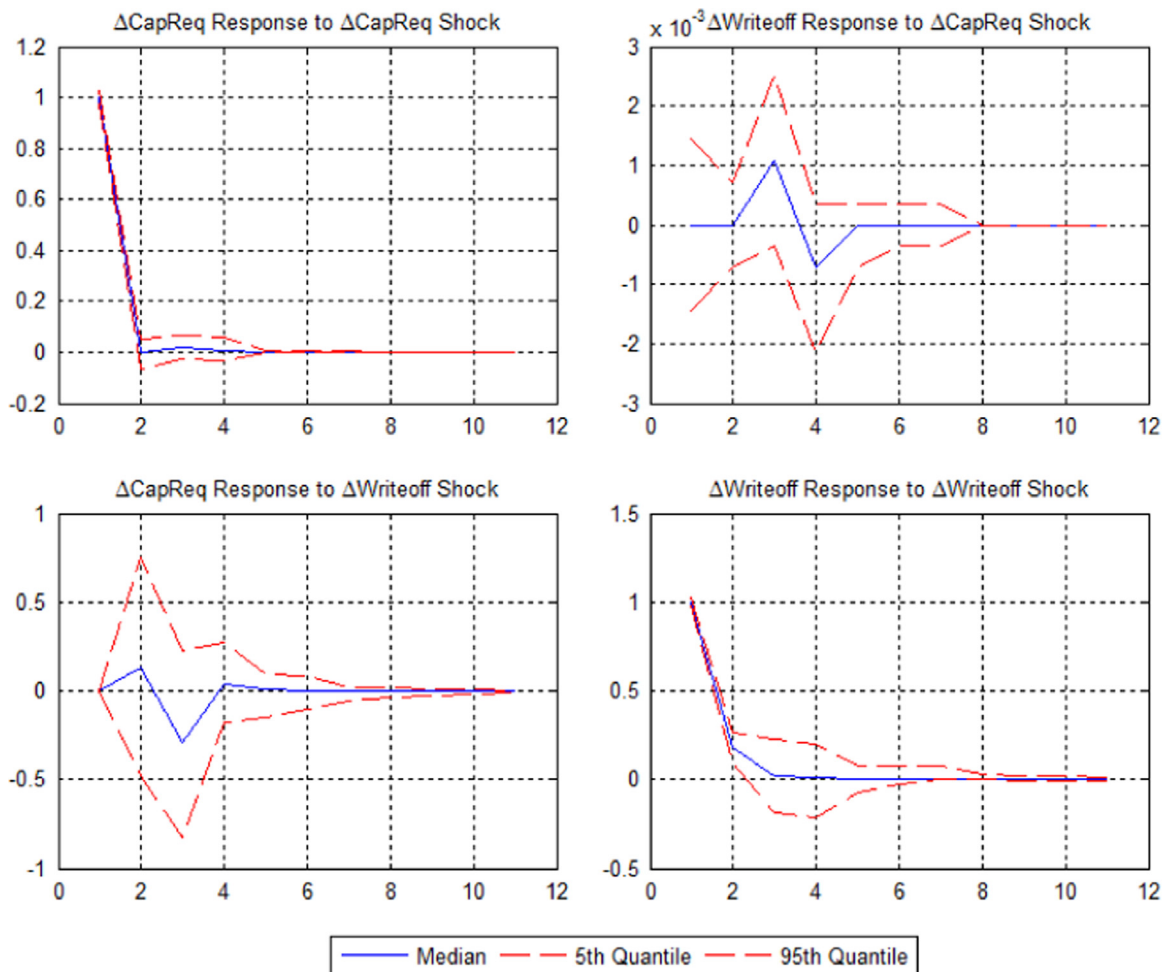 ΔCapReq Response to ΔCapReq Shock
1.2
1
0.8
0.6
0.4
0.2
0
-0.2
0 2 4 6 8 10 12
x 10⁻³ ΔWriteoff Response to ΔCapReq Shock
3
2
1
0
-1
-2
-3
0 2 4 6 8 10 12
ΔCapReq Response to ΔWriteoff Shock
1
0.5
0
-0.5
-1
0 2 4 6 8 10 12
ΔWriteoff Response to ΔWriteoff Shock
1.5
1
0.5
0
-0.5
0 2 4 6 8 10 12
Median 5th Quantile 95th Quantile